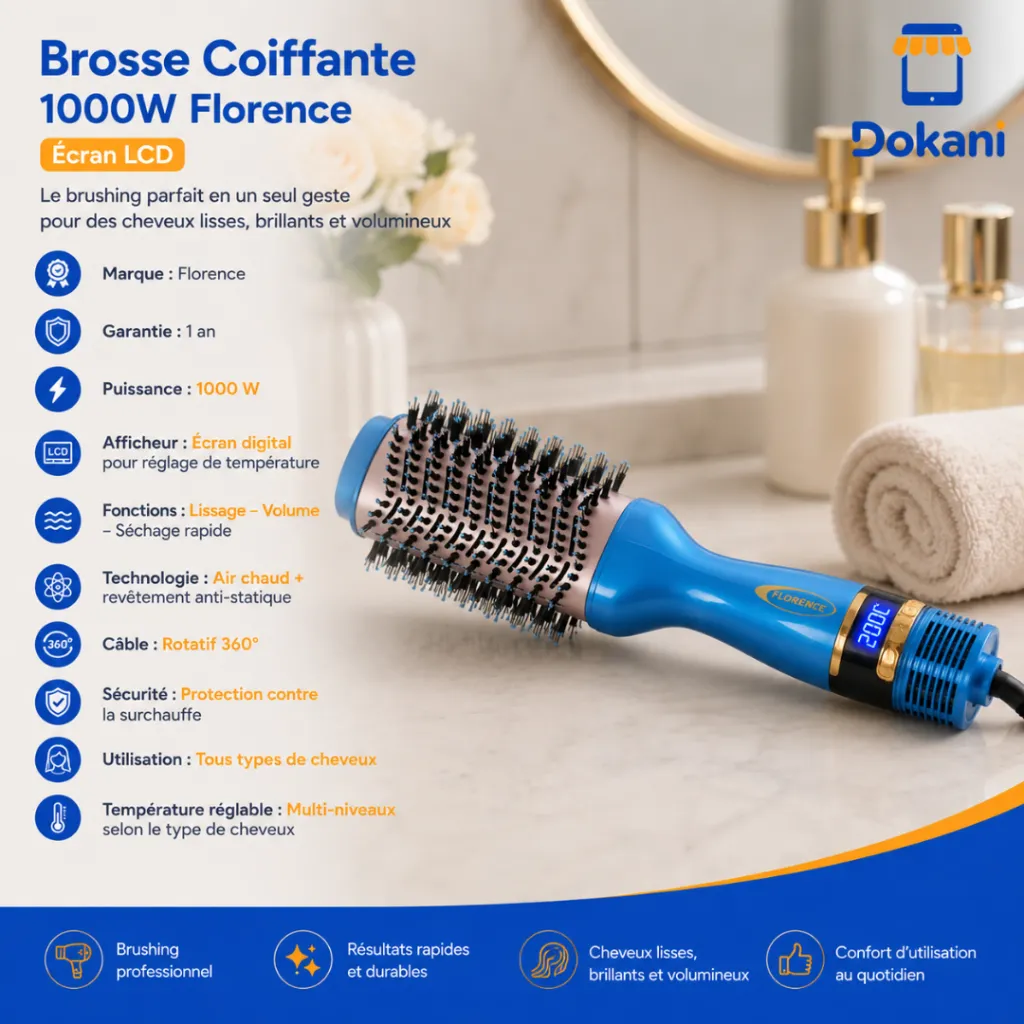 Brosse Coiffante
1000W Florence
Écran LCD
Le brushing parfait en un seul geste
pour des cheveux lisses, brillants et volumineux
Dokani
Marque : Florence
Garantie : 1 an
Puissance : 1000 W
LCD
Afficheur : Écran digital
pour réglage de température
Fonctions : Lissage – Volume
– Séchage rapide
Technologie : Air chaud +
revêtement anti-statique
360°
Câble : Rotatif 360°
Sécurité : Protection contre
la surchauffe
Utilisation : Tous types de cheveux
Température réglable : Multi-niveaux
selon le type de cheveux
FLORENCE
200C
Brushing
professionnel
Résultats rapides
et durables
Cheveux lisses,
brillants et volumineux
Confort d'utilisation
au quotidien